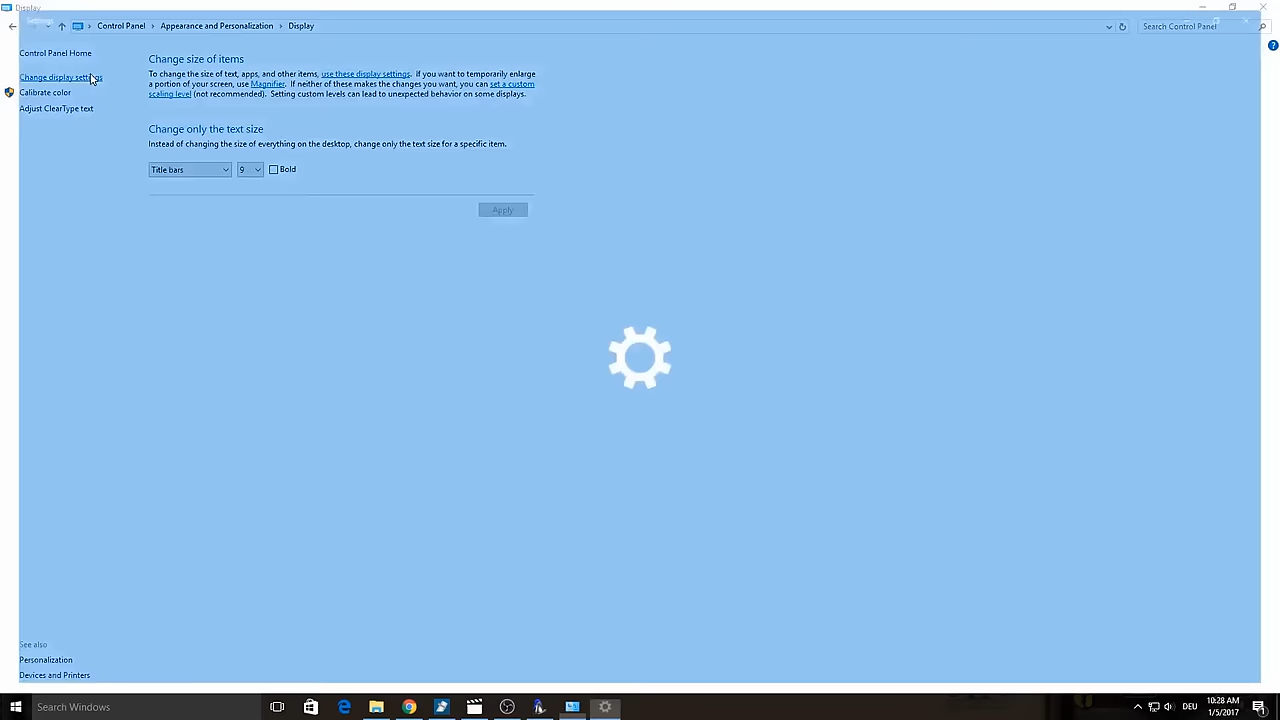 Display
Settings
Control Panel > Appearance and Personalization > Display
Search Control Panel
Control Panel Home
Change display settings
Calibrate color
Adjust ClearType text
Change size of items
To change the size of text, apps, and other items, use these display settings. If you want to temporarily enlarge
a portion of your screen, use Magnifier. If neither of these makes the changes you want, you can set a custom
scaling level (not recommended). Setting custom levels can lead to unexpected behavior on some displays.
Change only the text size
Instead of changing the size of everything on the desktop, change only the text size for a specific item.
Title bars 9 Bold
Apply
See also
Personalization
Devices and Printers
Search Windows
DEU
10:28 AM
1/5/2017